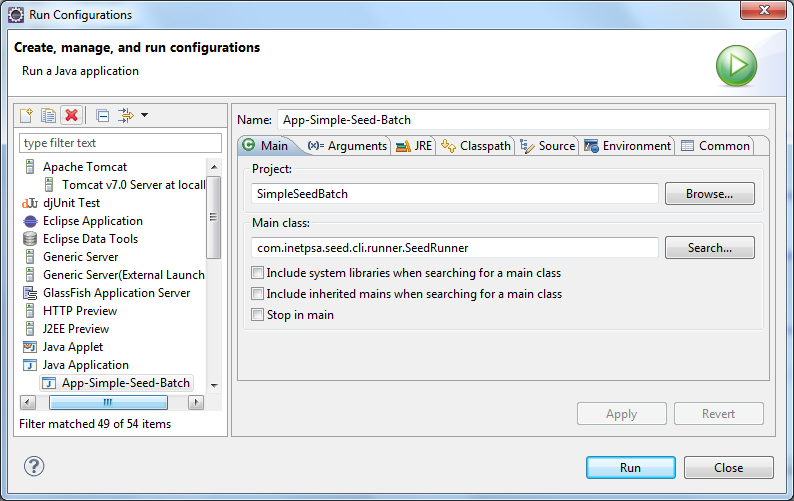 Run Configurations
Create, manage, and run configurations
Run a Java application
type filter text
Apache Tomcat
Tomcat v7.0 Server at locall
djUnit Test
Eclipse Application
Eclipse Data Tools
Generic Server
Generic Server(External Launch
GlassFish Application Server
HTTP Preview
J2EE Preview
Java Applet
Java Application
App-Simple-Seed-Batch
Filter matched 49 of 54 items
Name: App-Simple-Seed-Batch
Main (x)= Arguments JRE Classpath Source Environment Common
Project:
SimpleSeedBatch Browse...
Main class:
com.inetpsa.seed.cli.runner.SeedRunner Search...
Include system libraries when searching for a main class
Include inherited mains when searching for a main class
Stop in main
Apply Revert
Run Close